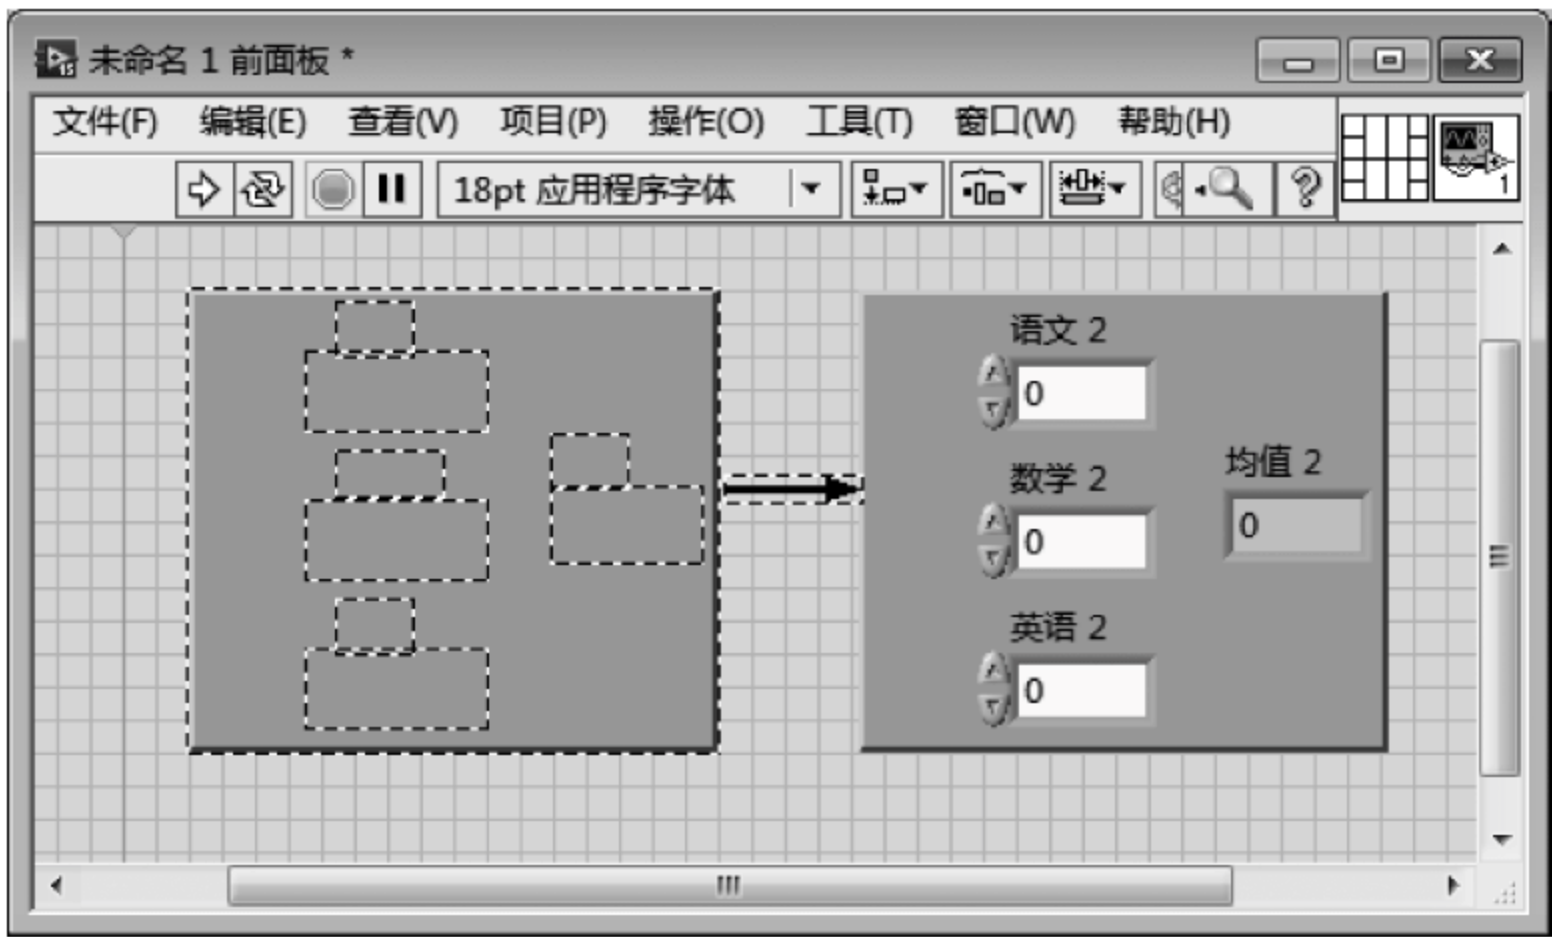 未命名 1 前面板 *
文件(F) 编辑(E) 查看(V) 项目(P) 操作(O) 工具(T) 窗口(W) 帮助(H)
18pt 应用程序字体
1
语文 2
0
数学 2
0
均值 2
0
英语 2
0